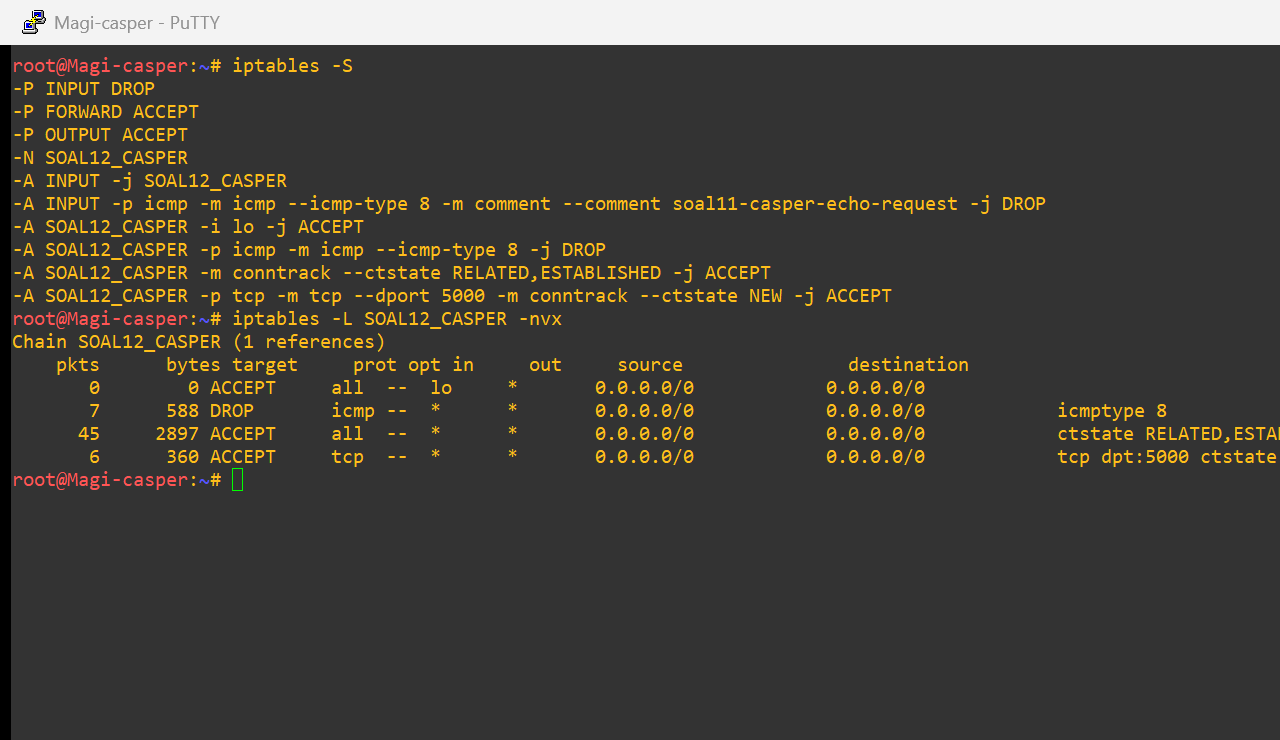 Magi-casper - PuTTY
root@Magi-casper:~# iptables -S
-P INPUT DROP
-P FORWARD ACCEPT
-P OUTPUT ACCEPT
-N SOAL12_CASPER
-A INPUT -j SOAL12_CASPER
-A INPUT -p icmp -m icmp --icmp-type 8 -m comment --comment soal11-casper-echo-request -j DROP
-A SOAL12_CASPER -i lo -j ACCEPT
-A SOAL12_CASPER -p icmp -m icmp --icmp-type 8 -j DROP
-A SOAL12_CASPER -m conntrack --ctstate RELATED,ESTABLISHED -j ACCEPT
-A SOAL12_CASPER -p tcp -m tcp --dport 5000 -m conntrack --ctstate NEW -j ACCEPT
root@Magi-casper:~# iptables -L SOAL12_CASPER -nvx
Chain SOAL12_CASPER (1 references)
    pkts      bytes target     prot opt in     out     source               destination
       0        0 ACCEPT     all  --  lo     *       0.0.0.0/0            0.0.0.0/0
       7      588 DROP       icmp --  *      *       0.0.0.0/0            0.0.0.0/0            icmptype 8
      45     2897 ACCEPT     all  --  *      *       0.0.0.0/0            0.0.0.0/0            ctstate RELATED,ESTA
       6      360 ACCEPT     tcp  --  *      *       0.0.0.0/0            0.0.0.0/0            tcp dpt:5000 ctstate
root@Magi-casper:~#